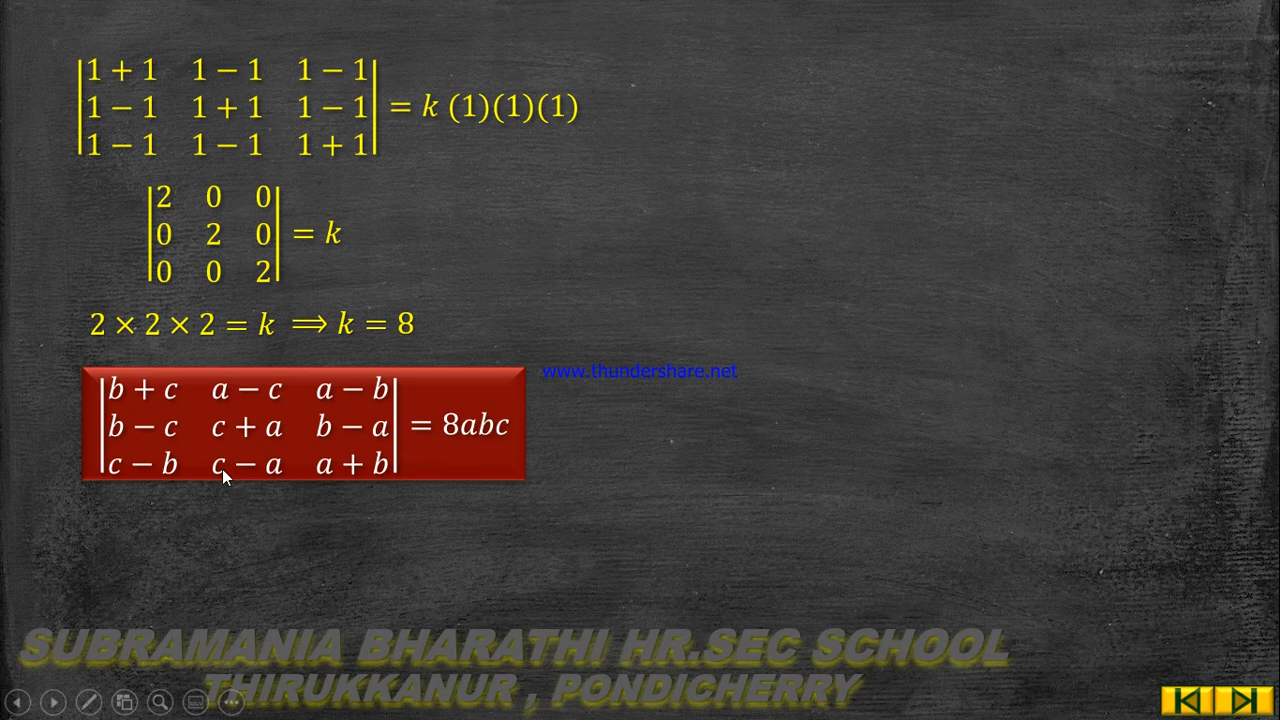 |1 + 1  1 − 1  1 − 1|
|1 − 1  1 + 1  1 − 1| = k (1)(1)(1)
|1 − 1  1 − 1  1 + 1|
|2  0  0|
|0  2  0| = k
|0  0  2|
2 × 2 × 2 = k ⟹ k = 8
|b + c  a − c  a − b|
|b − c  c + a  b − a| = 8abc
|c − b  c − a  a + b|
www.thundershare.net
SUBRAMANIA BHARATHI HR.SEC SCHOOL
THIRUKKANUR , PONDICHERRY